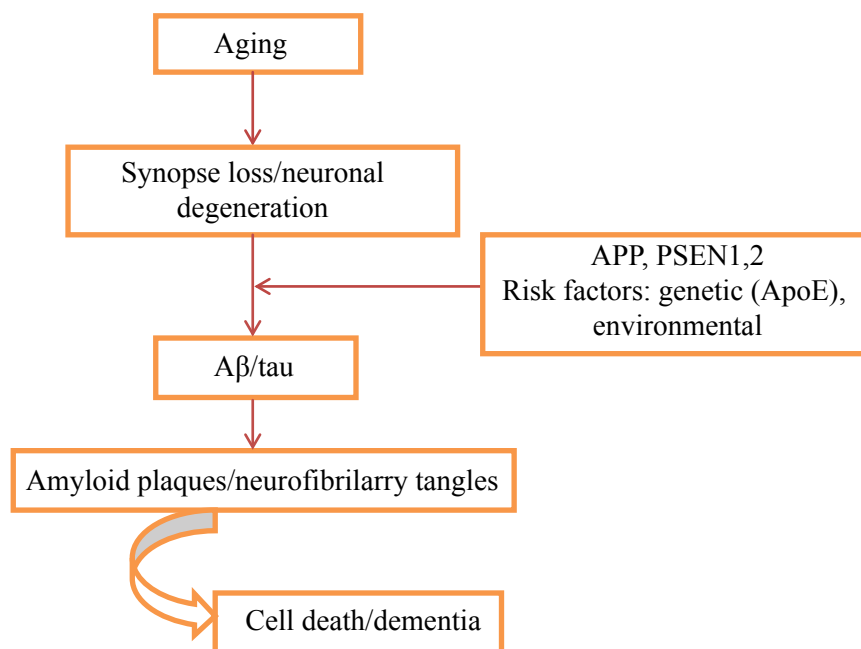 Aging
Synopse loss/neuronal
degeneration
APP, PSEN1,2
Risk factors: genetic (ApoE),
environmental
Aβ/tau
Amyloid plaques/neurofibrilarry tangles
Cell death/dementia